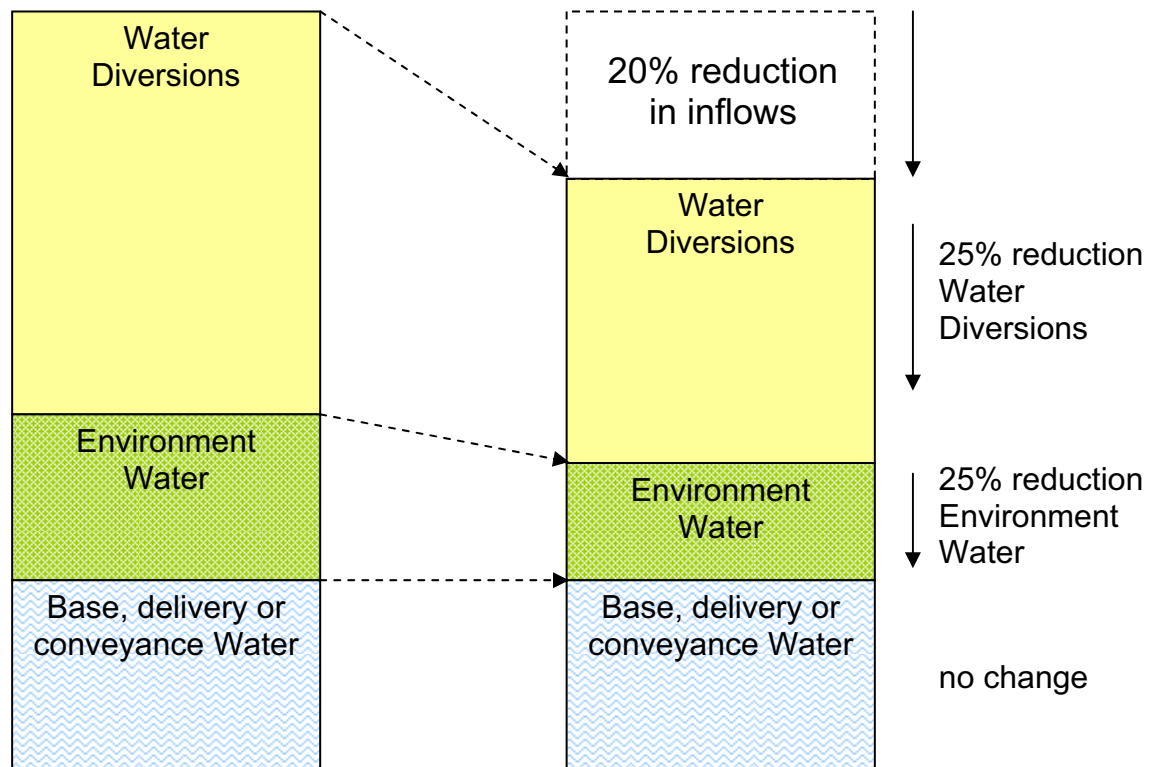 Water
Diversions
20% reduction
in inflows
Water
Diversions
25% reduction
Water
Diversions
Environment
Water
Environment
Water
25% reduction
Environment
Water
Base, delivery or
conveyance Water
Base, delivery or
conveyance Water
no change